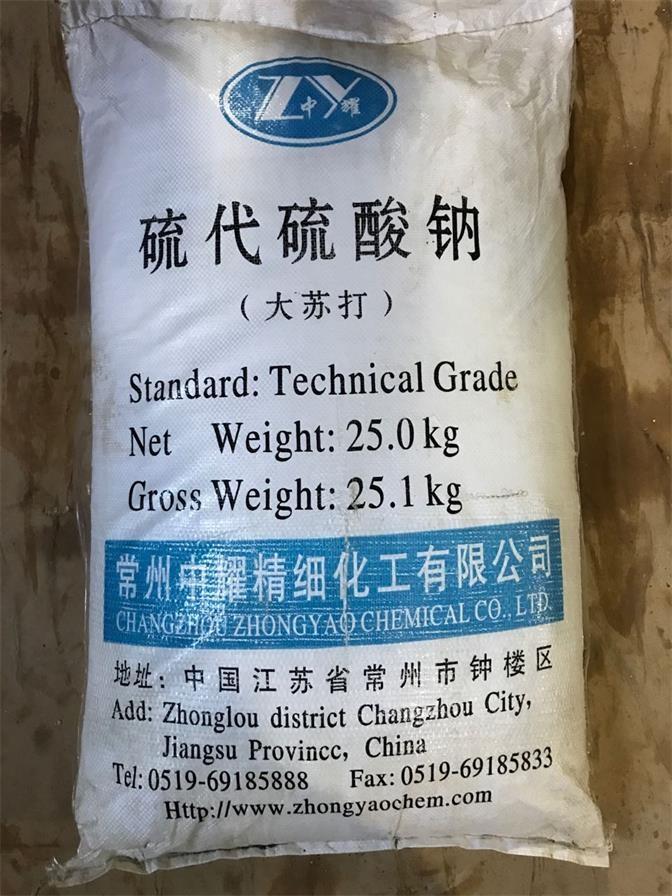 ZY
中耀
硫代硫酸钠
（大苏打）
Standard: Technical Grade
Net Weight: 25.0 kg
Gross Weight: 25.1 kg
常州中耀精细化工有限公司
CHANGZHOU ZHONGYAO CHEMICAL CO., LTD.
地址：中国江苏省常州市钟楼区
Add: Zhonglou district Changzhou City,
Jiangsu Provincc, China
Tel: 0519-69185888 Fax: 0519-69185833
Http://www.zhongyaochem.com